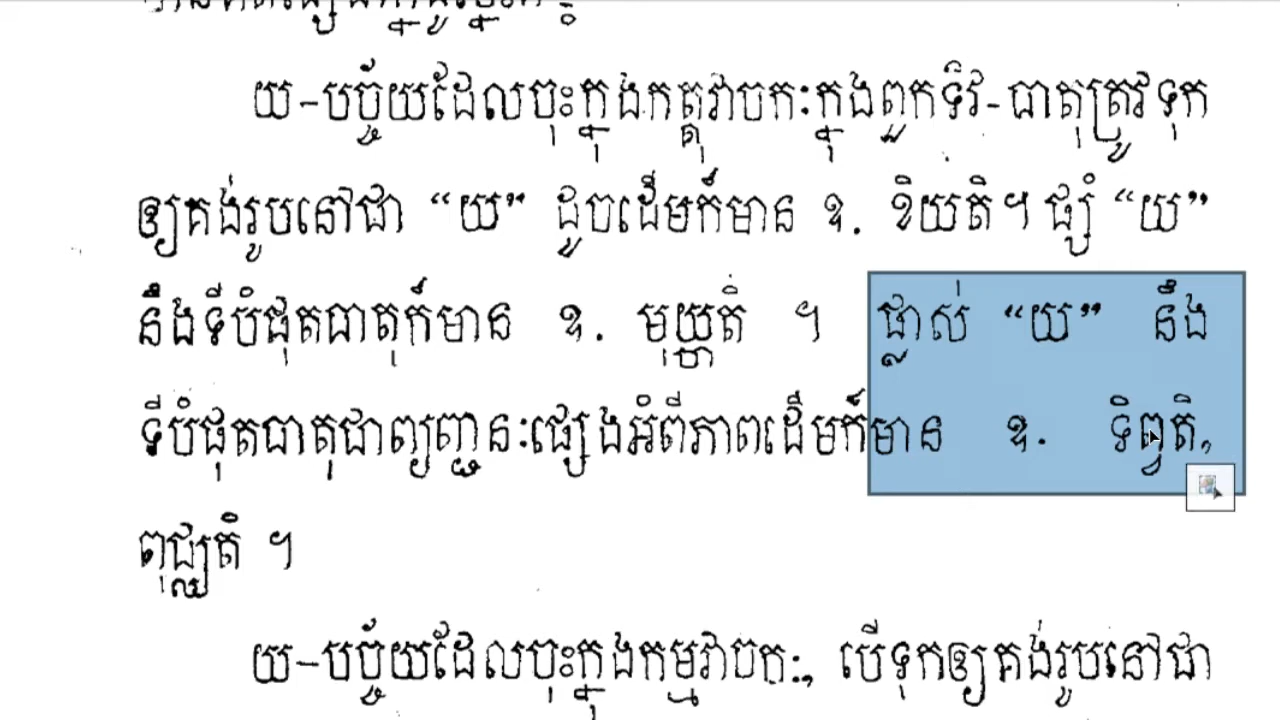 យ-បច្ច័យដែលចុះក្នុងកត្តុវាចកៈក្នុងពួកទិវ-ធាតុត្រូវទុក
ឲ្យគង់រូបនៅជា “យ” ដូចដើមក៏មាន ឧ. ខិយតិ។ ផ្សំ “យ”
នឹងទីបំផុតធាតុក៏មាន ឧ. មុយ្ហតិ ។ ផ្លាស់ “យ” នឹង
ទីបំផុតធាតុជាព្យញ្ជនៈផ្សេងអំពីភាពដើមក៏មាន ឧ. ទិព្វតិ,
ពុជ្ឈតិ ។
យ-បច្ច័យដែលចុះក្នុងកម្មវាចកៈ, បើទុកឲ្យគង់រូបនៅជា